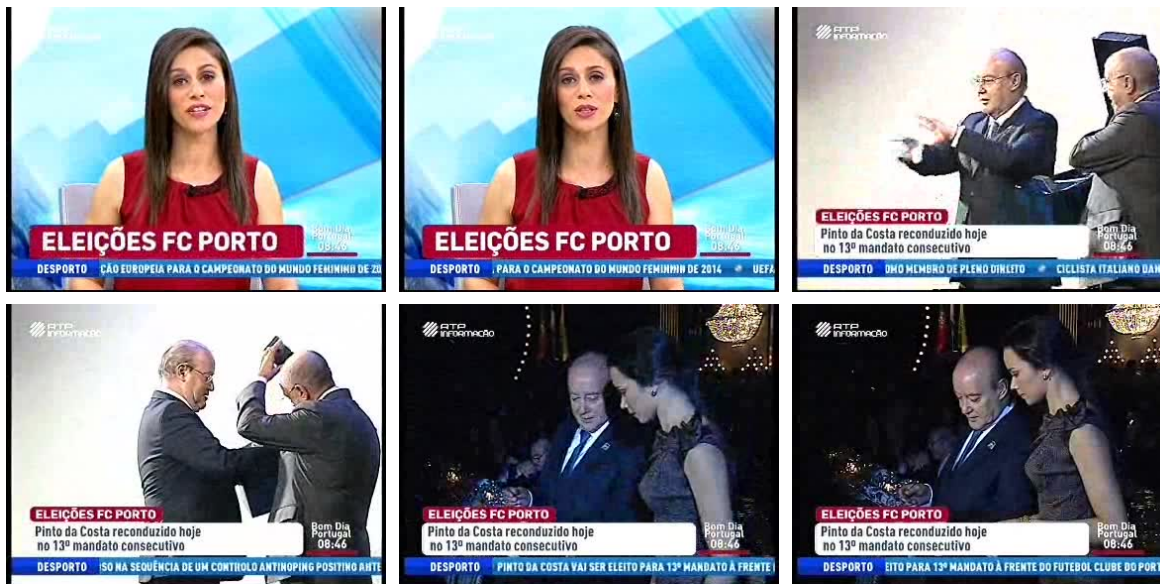 RTP
INFORMAÇÃO
ELEIÇÕES FC PORTO
Bom Dia
Portugal
08:46
DESPORTO ÇÃO EUROPEIA PARA O CAMPEONATO DO MUNDO FEMININO DE 20
ELEIÇÕES FC PORTO
Bom Dia
Portugal
08:46
DESPORTO PARA O CAMPEONATO DO MUNDO FEMININO DE 2014 UEFA
RTP
INFORMAÇÃO
ELEIÇÕES FC PORTO
Pinto da Costa reconduzido hoje
no 13º mandato consecutivo
Bom Dia
Portugal
08:46
DESPORTO OMO MEMBRO DE PLENO DIREITO CICLISTA ITALIANO DAN
RTP
INFORMAÇÃO
ELEIÇÕES FC PORTO
Pinto da Costa reconduzido hoje
no 13º mandato consecutivo
Bom Dia
Portugal
08:46
DESPORTO SO NA SEQUÊNCIA DE UM CONTROLO ANTIDOPING POSITIVO ANTE
RTP
INFORMAÇÃO
ELEIÇÕES FC PORTO
Pinto da Costa reconduzido hoje
no 13º mandato consecutivo
Bom Dia
Portugal
08:46
DESPORTO PINTO DA COSTA VAI SER ELEITO PARA 13º MANDATO À FRENTE
RTP
INFORMAÇÃO
ELEIÇÕES FC PORTO
Pinto da Costa reconduzido hoje
no 13º mandato consecutivo
Bom Dia
Portugal
08:46
DESPORTO EITO PARA 13º MANDATO À FRENTE DO FUTEBOL CLUBE DO PORT